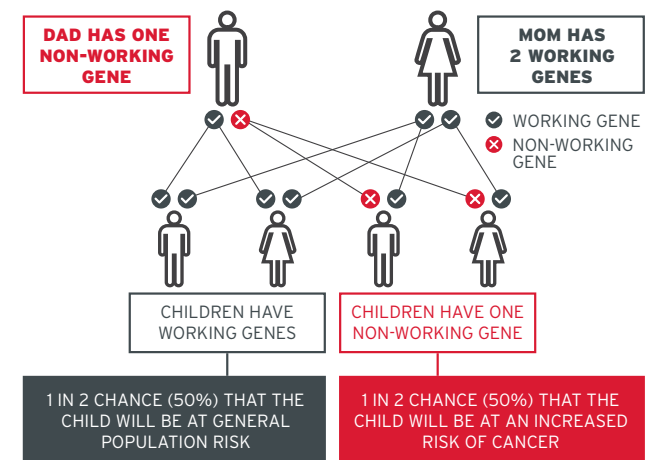 DAD HAS ONE
NON-WORKING
GENE
MOM HAS
2 WORKING
GENES
WORKING GENE
NON-WORKING
GENE
CHILDREN HAVE
WORKING GENES
CHILDREN HAVE ONE
NON-WORKING GENE
1 IN 2 CHANCE (50%) THAT THE
CHILD WILL BE AT GENERAL
POPULATION RISK
1 IN 2 CHANCE (50%) THAT THE
CHILD WILL BE AT AN INCREASED
RISK OF CANCER